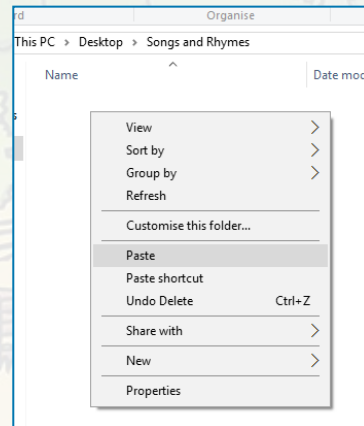 rd
Organise
This PC > Desktop > Songs and Rhymes
Name
Date mod
s
View
Sort by
Group by
Refresh
Customise this folder...
Paste
Paste shortcut
Undo Delete Ctrl+Z
Share with
New
Properties